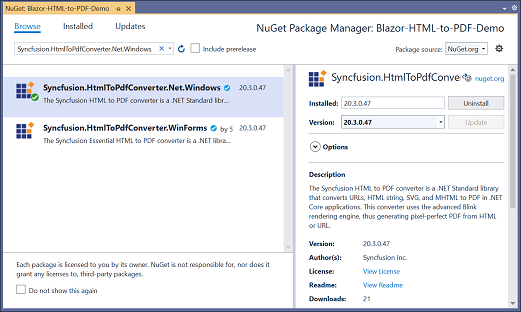 NuGet: Blazor-HTML-to-PDF-Demo
Browse Installed Updates
NuGet Package Manager: Blazor-HTML-to-PDF-Demo
Syncfusion.HtmlToPdfConverter.Net.Windows
Include prerelease
Package source: NuGet.org
Syncfusion.HtmlToPdfConverter.Net.Windows 20.3.0.47
The Syncfusion HTML to PDF converter is a .NET Standard libr...
Syncfusion.HtmlToPdfConverter.WinForms by S 20.3.0.47
The Syncfusion Essential HTML to PDF converter is a .NET libra...
Each package is licensed to you by its owner. NuGet is not responsible for, nor does it
grant any licenses to, third-party packages.
Do not show this again
Syncfusion.HtmlToPdfConver nuget.org
Installed: 20.3.0.47 Uninstall
Version: 20.3.0.47 Update
Options
Description
The Syncfusion HTML to PDF converter is a .NET Standard library
that converts URLs, HTML string, SVG, and MHTML to PDF in .NET
Core applications. This converter uses the advanced Blink
rendering engine, thus generating pixel-perfect PDF from HTML
or URL.
Version: 20.3.0.47
Author(s): Syncfusion Inc.
License: View License
Readme: View Readme
Downloads: 21